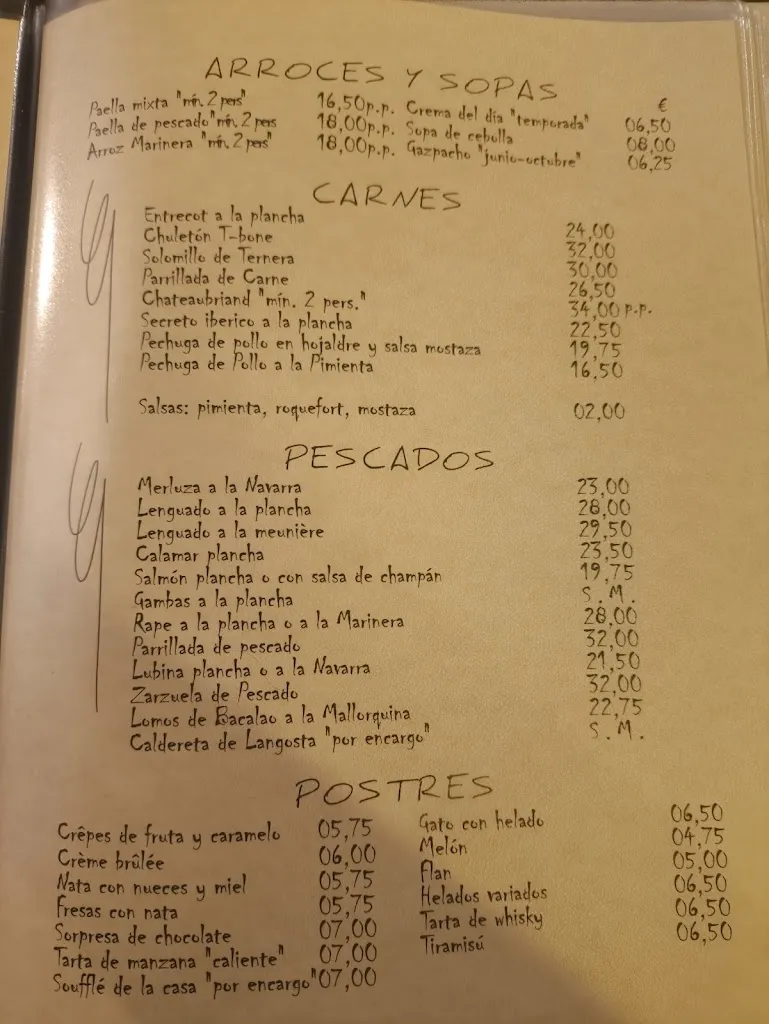 ARROCES Y SOPAS
€
Paella mixta "mín. 2 pers" 16,50p.p. Crema del día "temporada" 06,50
Paella de pescado"mín. 2 pers 18,00p.p. Sopa de cebolla 08,00
Arroz Marinera "mín. 2 pers" 18,00p.p. Gazpacho "junio-octubre" 06,25
CARNES
Entrecot a la plancha 24,00
Chuletón T-bone 32,00
Solomillo de Ternera 30,00
Parrillada de Carne 26,50
Chateaubriand "mín. 2 pers." 34,00 p.p.
Secreto iberico a la plancha 22,50
Pechuga de pollo en hojaldre y salsa mostaza 19,75
Pechuga de Pollo a la Pimienta 16,50
Salsas: pimienta, roquefort, mostaza 02,00
PESCADOS
Merluza a la Navarra 23,00
Lenguado a la plancha 28,00
Lenguado a la meunière 29,50
Calamar plancha 23,50
Salmón plancha o con salsa de champán 19,75
Gambas a la plancha S.M.
Rape a la plancha o a la Marinera 28,00
Parrillada de pescado 32,00
Lubina plancha o a la Navarra 21,50
Zarzuela de Pescado 32,00
Lomos de Bacalao a la Mallorquina 22,75
Caldereta de Langosta "por encargo" S.M.
POSTRES
Crêpes de fruta y caramelo 05,75 Gato con helado 06,50
Crème brûlée 06,00 Melón 04,75
Nata con nueces y miel 05,75 Flan 05,00
Fresas con nata 05,75 Helados variados 06,50
Sorpresa de chocolate 07,00 Tarta de whisky 06,50
Tarta de manzana "caliente" 07,00 Tiramisú 06,50
Soufflé de la casa "por encargo" 07,00